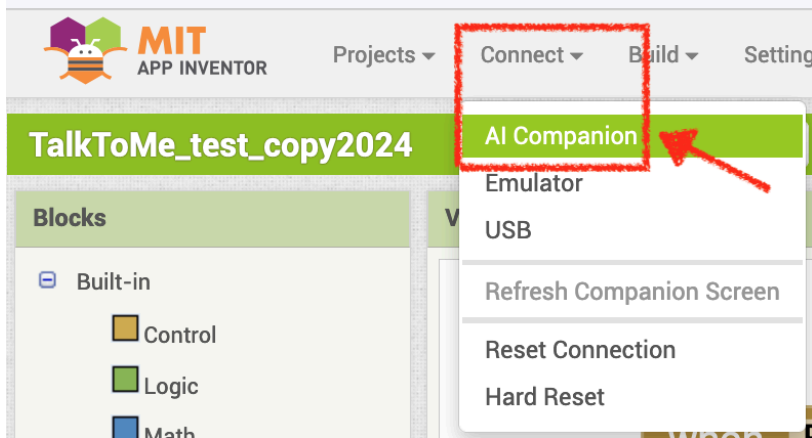 MIT
APP INVENTOR
Projects
Connect
Build
TalkToMe_test_copy2024
AI Companion
Emulator
USB
Refresh Companion Screen
Reset Connection
Hard Reset
Blocks
Built-in
Control
Logic
Math